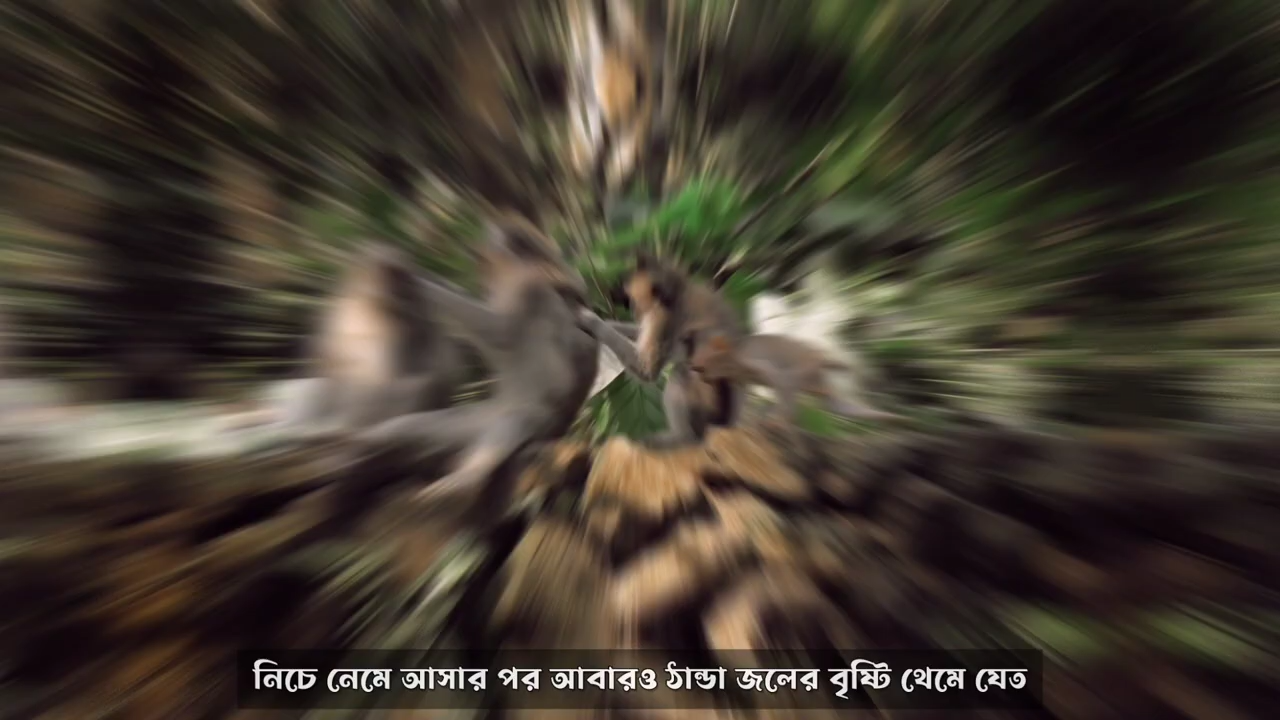 নিচে নেমে আসার পর আবারও ঠান্ডা জলের বৃষ্টি থেমে যেত